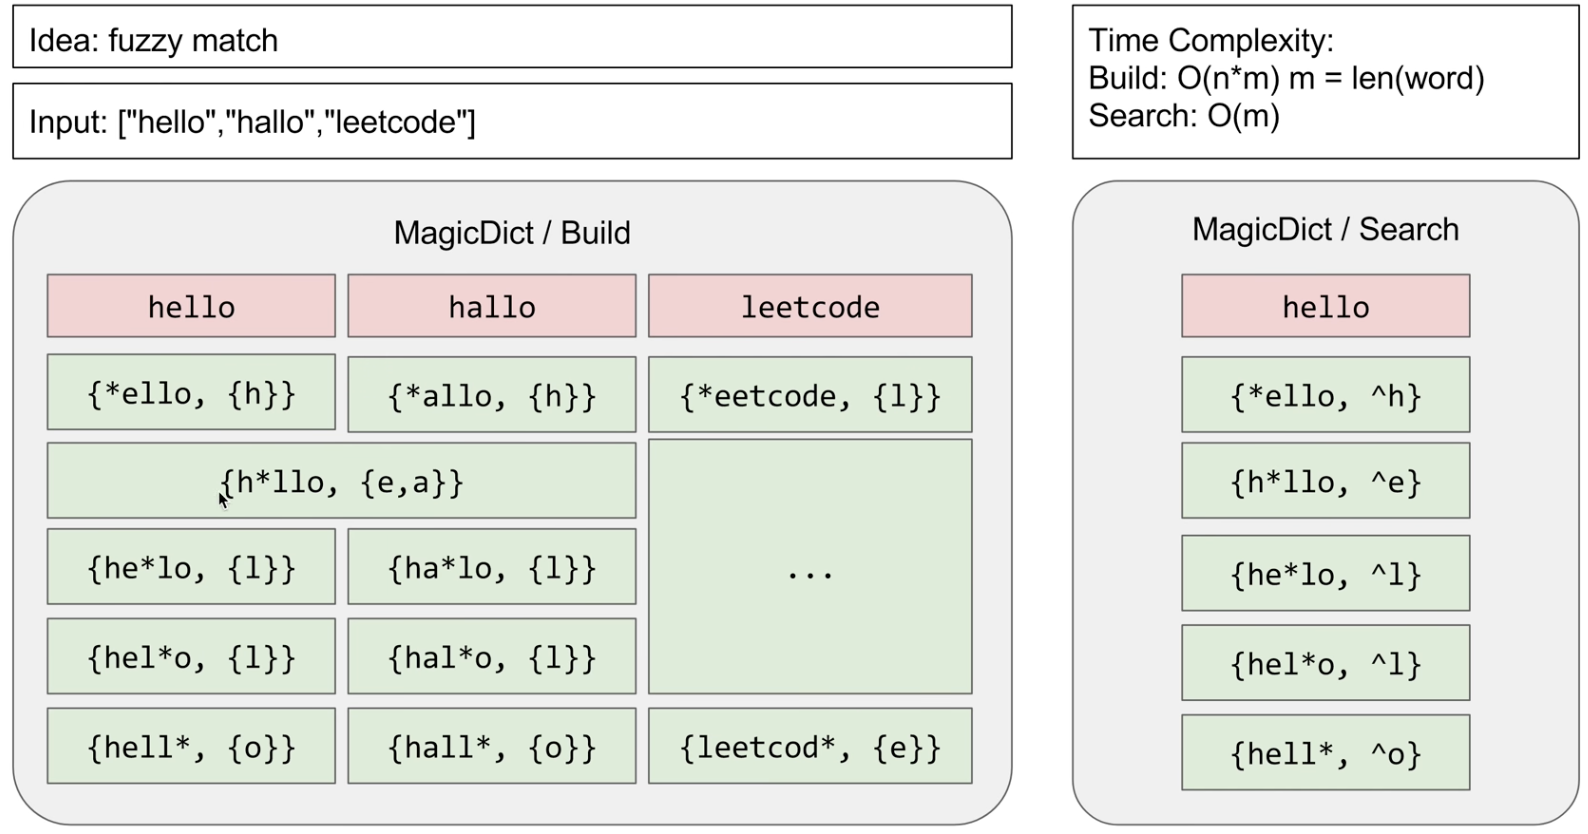 Idea: fuzzy match
Input: ["hello","hallo","leetcode"]
Time Complexity:
Build: O(n*m) m = len(word)
Search: O(m)
MagicDict / Build
hello
hallo
leetcode
{*ello, {h}}
{*allo, {h}}
{*eetcode, {l}}
{h*llo, {e,a}}
{he*lo, {l}}
{ha*lo, {l}}
...
{hel*o, {l}}
{hal*o, {l}}
{hell*, {o}}
{hall*, {o}}
{leetcod*, {e}}
MagicDict / Search
hello
{*ello, ^h}
{h*llo, ^e}
{he*lo, ^l}
{hel*o, ^l}
{hell*, ^o}